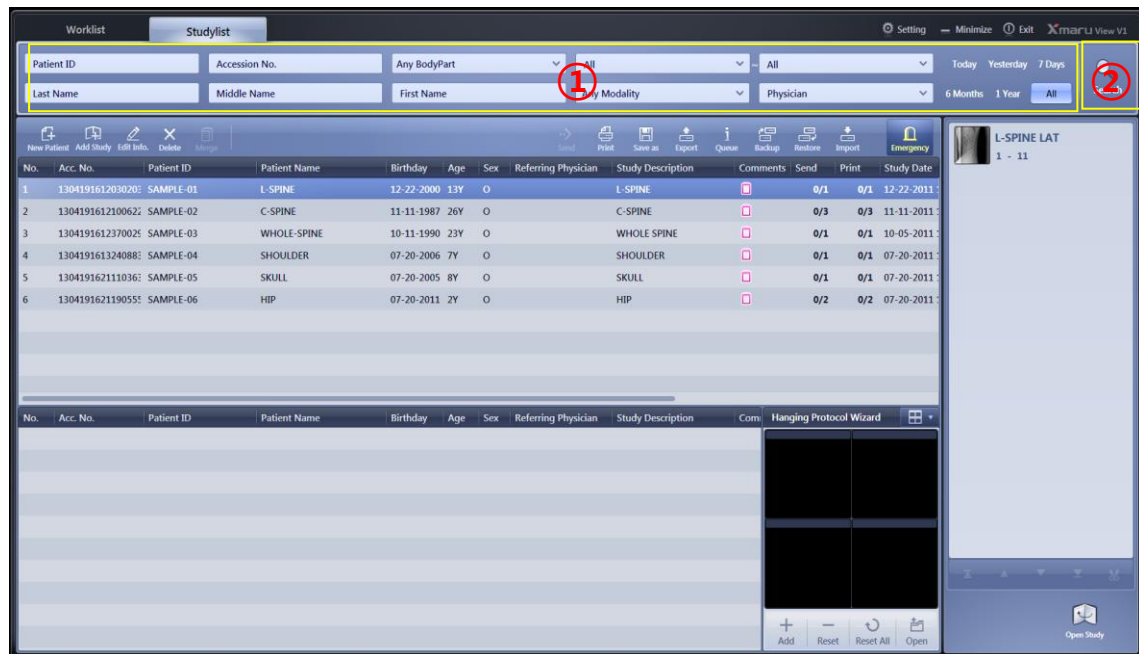 Worklist Studylist Setting Minimize Exit Xmaru View V1
Patient ID Accession No. Any BodyPart All ~ All Today Yesterday 7 Days
① ②
Last Name Middle Name First Name Any Modality Physician 6 Months 1 Year All
New Patient Add Study Edit Info. Delete Merge Send Print Save as Export Queue Backup Restore Import Emergency
L-SPINE LAT
1 - 11
No. Acc. No. Patient ID Patient Name Birthday Age Sex Referring Physician Study Description Comments Send Print Study Date
1 SAMPLE-01 L-SPINE 12-22-2000 13Y O L-SPINE 0/1 0/1 12-22-2011
2 SAMPLE-02 C-SPINE 11-11-1987 26Y O C-SPINE 0/3 0/3 11-11-2011
3 SAMPLE-03 WHOLE-SPINE 10-11-1990 23Y O WHOLE SPINE 0/1 0/1 10-05-2011
4 SAMPLE-04 SHOULDER 07-20-2006 7Y O SHOULDER 0/1 0/1 07-20-2011
5 SAMPLE-05 SKULL 07-20-2005 8Y O SKULL 0/1 0/1 07-20-2011
6 SAMPLE-06 HIP 07-20-2011 2Y O HIP 0/2 0/2 07-20-2011
No. Acc. No. Patient ID Patient Name Birthday Age Sex Referring Physician Study Description Com Hanging Protocol Wizard
Add Reset Reset All Open
Open Study